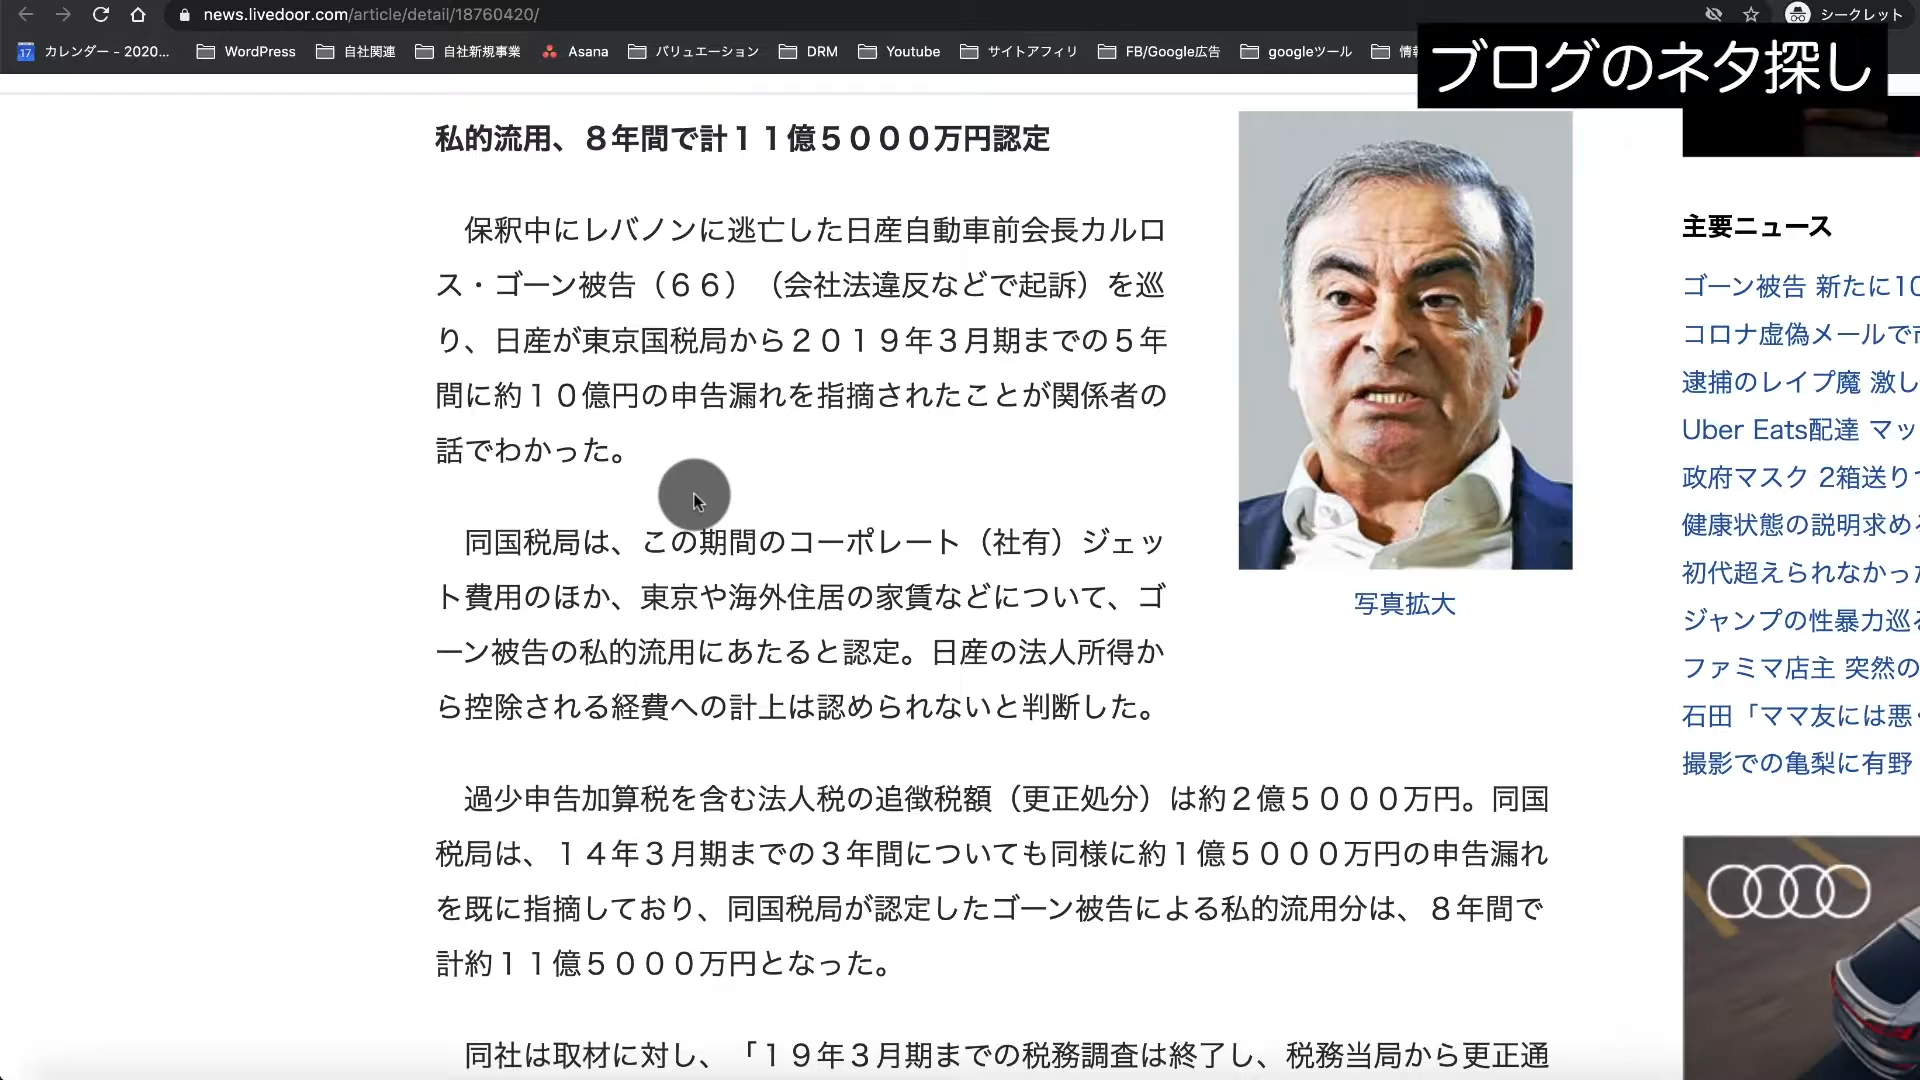 news.livedoor.com/article/detail/18760420/
シークレット
17 カレンダー - 2020... WordPress 自社関連 自社新規事業 Asana バリュエーション DRM Youtube サイトアフィリ FB/Google広告 googleツール
ブログのネタ探し
私的流用、８年間で計１１億５０００万円認定
保釈中にレバノンに逃亡した日産自動車前会長カルロ
ス・ゴーン被告（６６）（会社法違反などで起訴）を巡
り、日産が東京国税局から２０１９年３月期までの５年
間に約１０億円の申告漏れを指摘されたことが関係者の
話でわかった。
同国税局は、この期間のコーポレート（社有）ジェッ
ト費用のほか、東京や海外住居の家賃などについて、ゴ
ーン被告の私的流用にあたると認定。日産の法人所得か
ら控除される経費への計上は認められないと判断した。
過少申告加算税を含む法人税の追徴税額（更正処分）は約２億５０００万円。同国
税局は、１４年３月期までの３年間についても同様に約１億５０００万円の申告漏れ
を既に指摘しており、同国税局が認定したゴーン被告による私的流用分は、８年間で
計約１１億５０００万円となった。
同社は取材に対し、「１９年３月期までの税務調査は終了し、税務当局から更正通
写真拡大
主要ニュース
ゴーン被告 新たに10
コロナ虚偽メールで
逮捕のレイプ魔 激し
Uber Eats配達 マッ
政府マスク 2箱送り
健康状態の説明求め
初代超えられなかっ
ジャンプの性暴力巡
ファミマ店主 突然の
石田「ママ友には悪
撮影での亀梨に有野